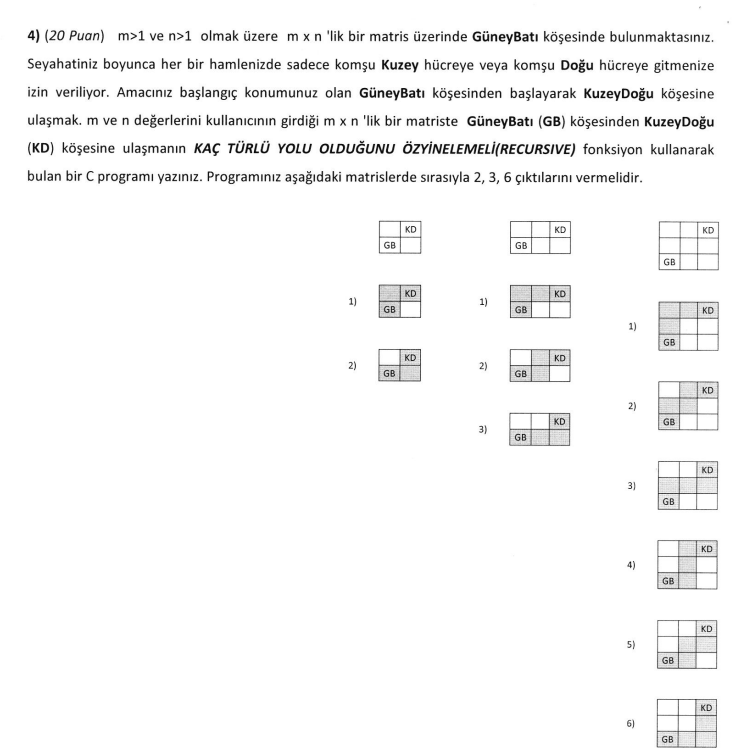 4) (20 Puan) m>1 ve n>1 olmak üzere m x n 'lik bir matris üzerinde GüneyBatı köşesinde bulunmaktasınız.
Seyahatiniz boyunca her bir hamlenizde sadece komşu Kuzey hücreye veya komşu Doğu hücreye gitmenize
izin veriliyor. Amacınız başlangıç konumunuz olan GüneyBatı köşesinden başlayarak KuzeyDoğu köşesine
ulaşmak. m ve n değerlerini kullanıcının girdiği m x n 'lik bir matriste GüneyBatı (GB) köşesinden KuzeyDoğu
(KD) köşesine ulaşmanın KAÇ TÜRLÜ YOLU OLDUĞUNU ÖZYİNELEMELİ(RECURSIVE) fonksiyon kullanarak
bulan bir C programı yazınız. Programınız aşağıdaki matrislerde sırasıyla 2, 3, 6 çıktılarını vermelidir.
KD
GB
1)
KD
GB
2)
KD
GB
KD
GB
1)
KD
GB
2)
KD
GB
3)
KD
GB
KD
GB
1)
KD
GB
2)
KD
GB
3)
KD
GB
4)
KD
GB
5)
KD
GB
6)
KD
GB